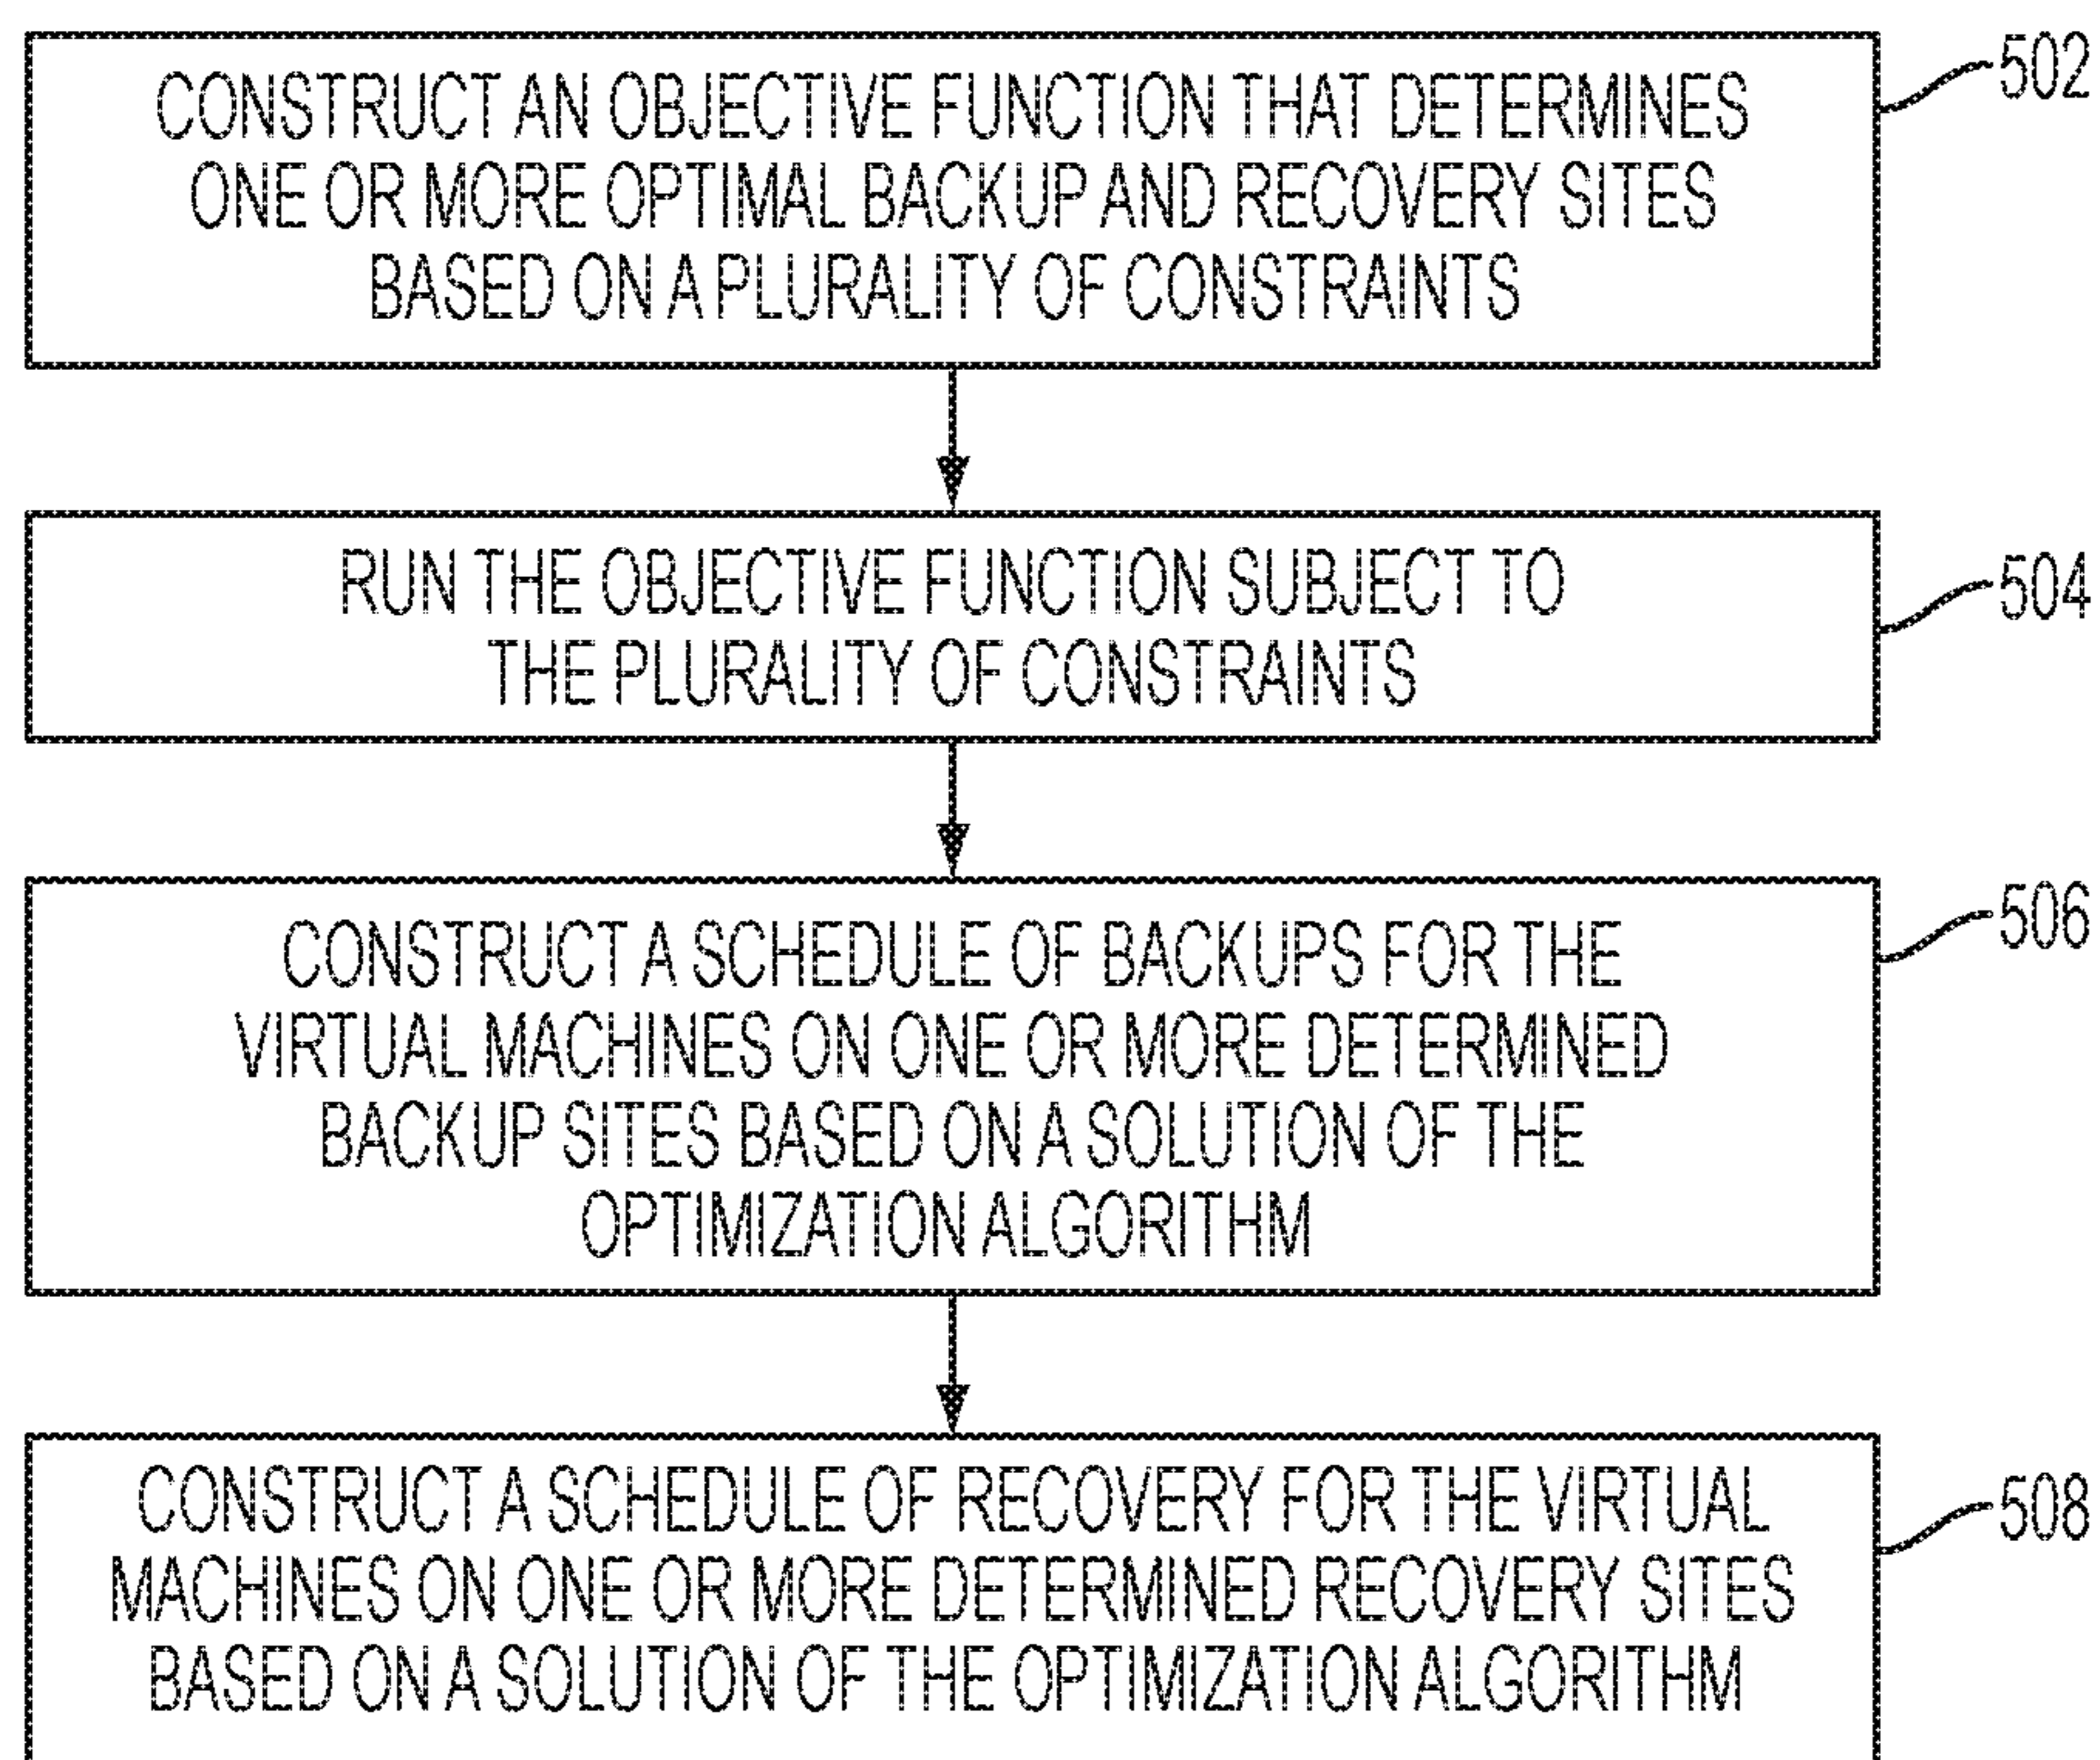 CONSTRUCT AN OBJECTIVE FUNCTION THAT DETERMINES
ONE OR MORE OPTIMAL BACKUP AND RECOVERY SITES
BASED ON A PLURALITY OF CONSTRAINTS
502
RUN THE OBJECTIVE FUNCTION SUBJECT TO
THE PLURALITY OF CONSTRAINTS
504
CONSTRUCT A SCHEDULE OF BACKUPS FOR THE
VIRTUAL MACHINES ON ONE OR MORE DETERMINED
BACKUP SITES BASED ON A SOLUTION OF THE
OPTIMIZATION ALGORITHM
506
CONSTRUCT A SCHEDULE OF RECOVERY FOR THE VIRTUAL
MACHINES ON ONE OR MORE DETERMINED RECOVERY SITES
BASED ON A SOLUTION OF THE OPTIMIZATION ALGORITHM
508